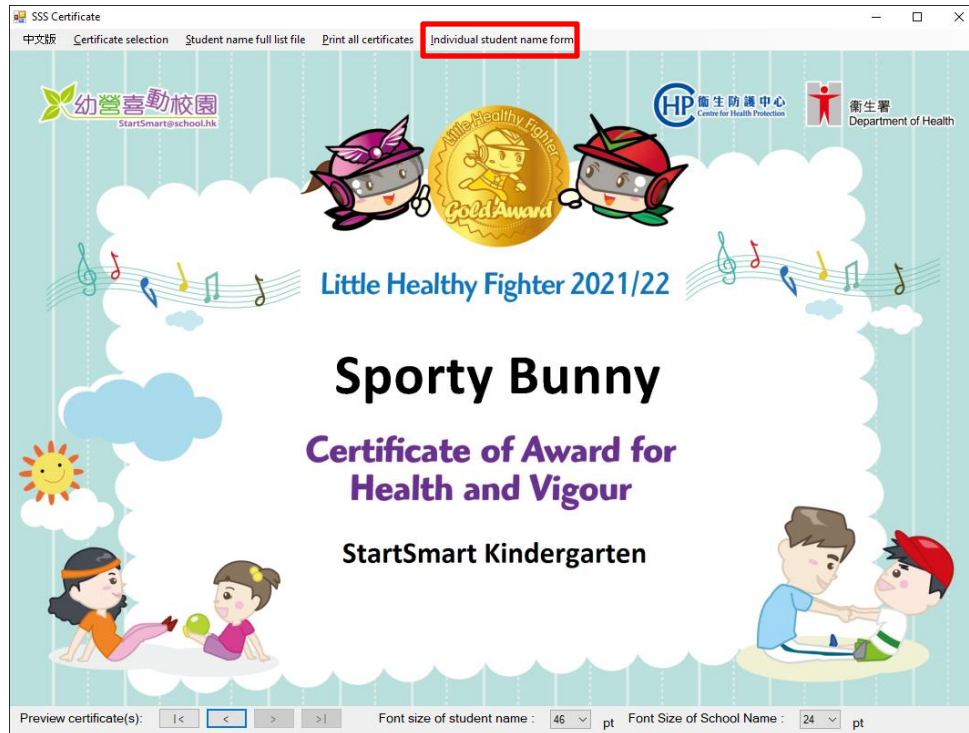 SSS Certificate
中文版 Certificate selection Student name full list file Print all certificates Individual student name form
幼營喜動校園
StartSmart@school.hk
Little Healthy Fighter
Gold Award
CHP 衞生防護中心
Centre for Health Protection
衞生署
Department of Health
Little Healthy Fighter 2021/22
Sporty Bunny
Certificate of Award for
Health and Vigour
StartSmart Kindergarten
Preview certificate(s): |< < > >| Font size of student name : 46 pt Font Size of School Name : 24 pt